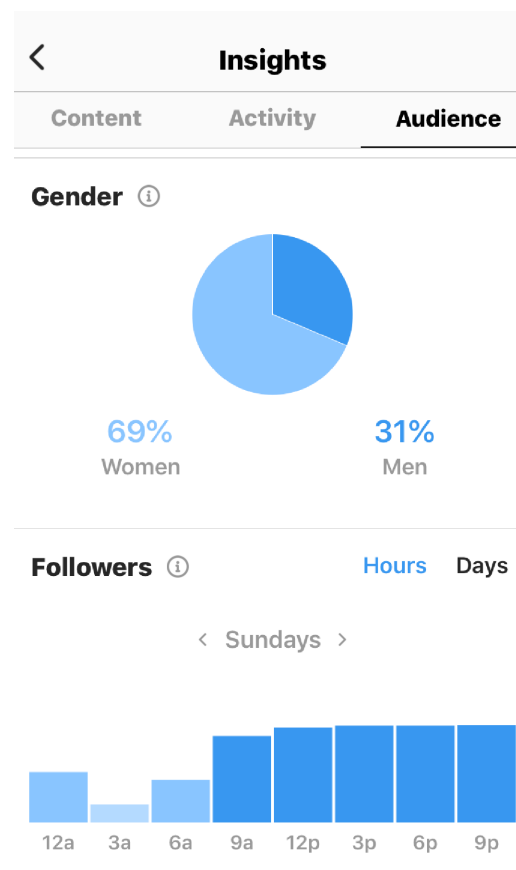 Insights
Content Activity Audience
Gender
69% 31%
Women Men
Followers Hours Days
Sundays
12a 3a 6a 9a 12p 3p 6p 9p